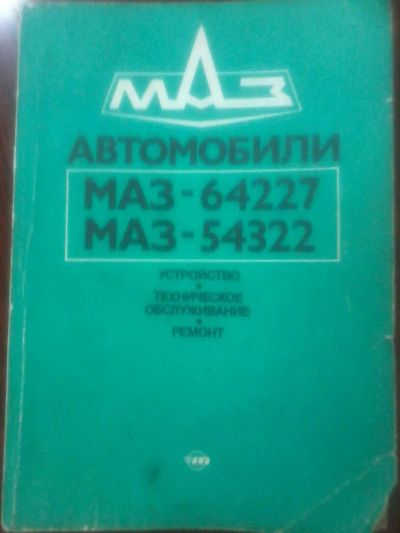 МАЗ
АВТОМОБИЛИ
МАЗ-64227
МАЗ-54322
УСТРОЙСТВО
ТЕХНИЧЕСКОЕ
ОБСЛУЖИВАНИЕ
РЕМОНТ